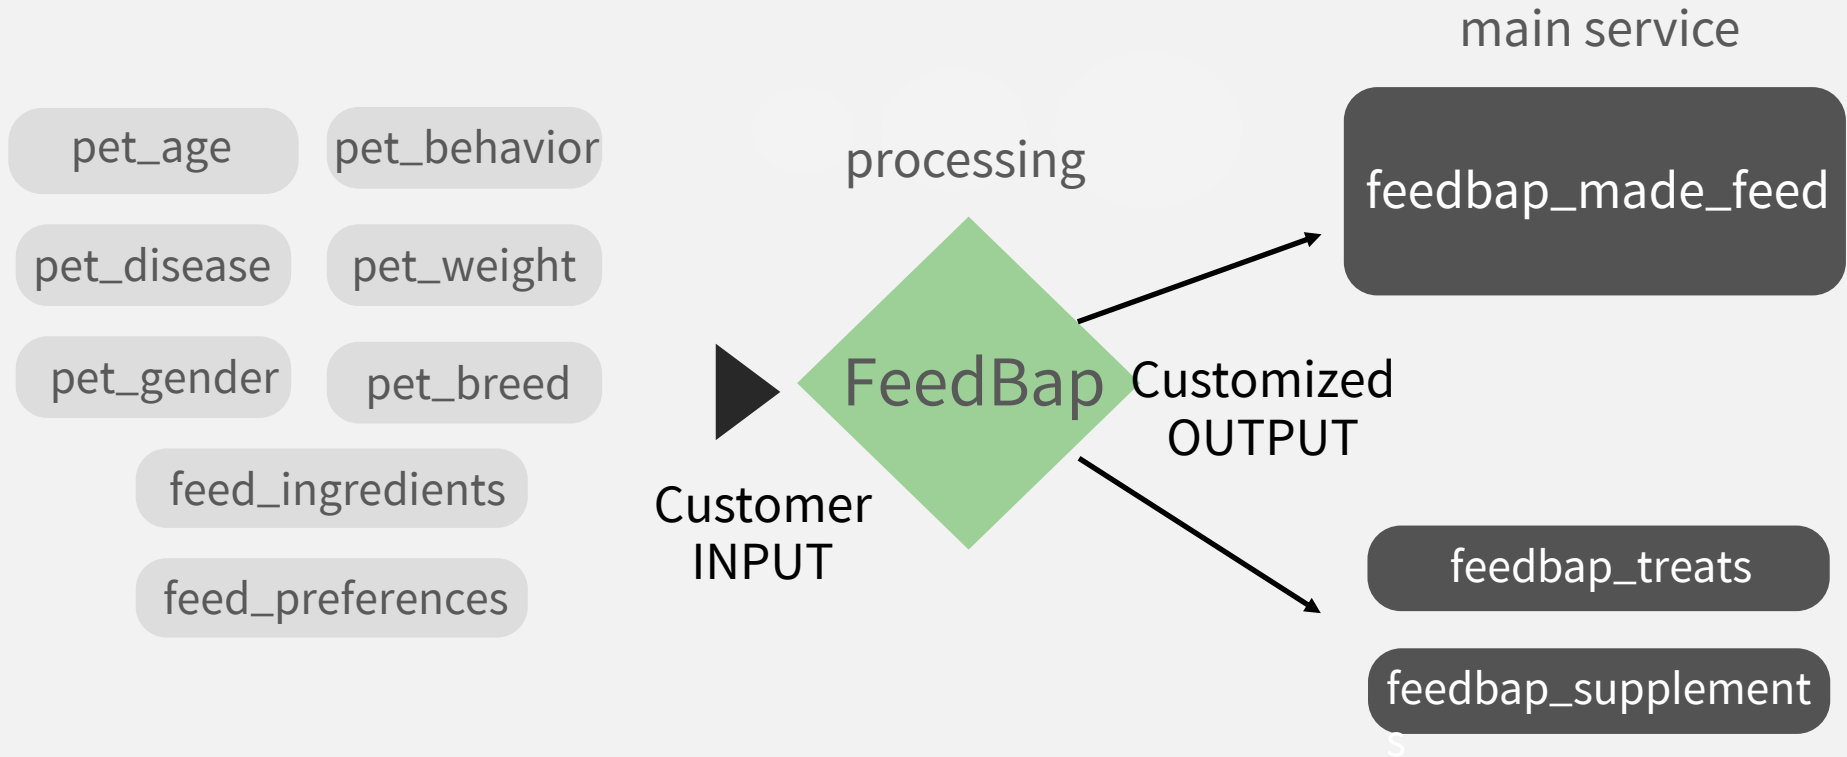 main service
pet_age
pet_behavior
processing
feedbap_made_feed
pet_disease
pet_weight
pet_gender
pet_breed
FeedBap
Customized
OUTPUT
feed_ingredients
Customer
INPUT
feed_preferences
feedbap_treats
feedbap_supplement
s